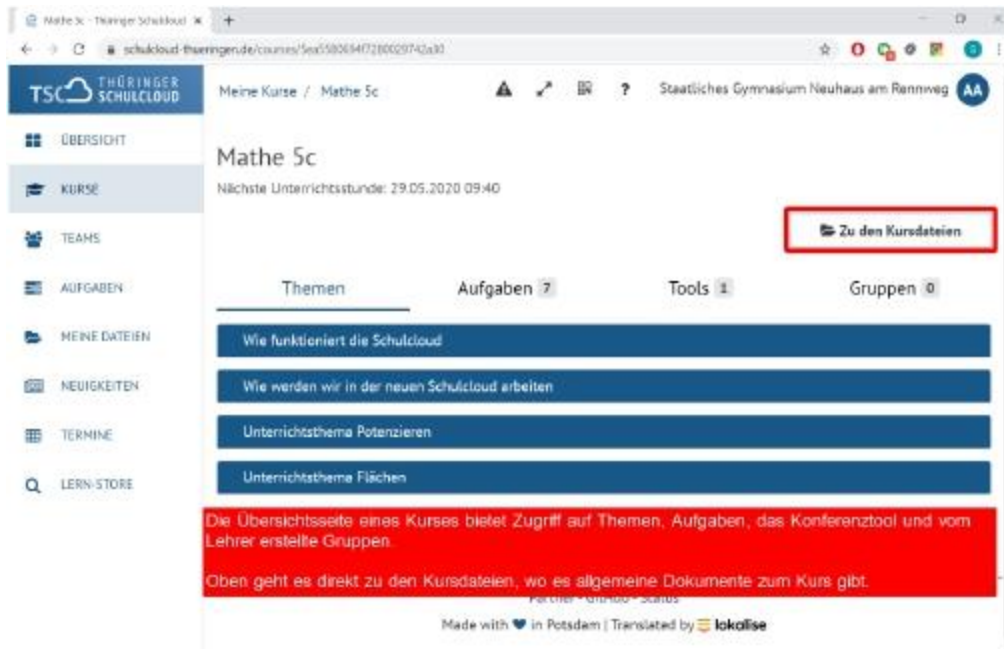 Mathe 5c - Thüringer Schulcloud
schulcloud-thueringen.de/courses/
TSC THÜRINGER SCHULCLOUD
Meine Kurse / Mathe 5c
?
Staatliches Gymnasium Neuhaus am Rennweg
AA
ÜBERSICHT
KURSE
TEAMS
AUFGABEN
MEINE DATEIEN
NEUIGKEITEN
TERMINE
LERN-STORE
Mathe 5c
Nächste Unterrichtsstunde: 29.05.2020 09:40
Zu den Kursdateien
Themen
Aufgaben 7
Tools 1
Gruppen 0
Wie funktioniert die Schulcloud
Wie werden wir in der neuen Schulcloud arbeiten
Unterrichtsthema Potenzieren
Unterrichtsthema Flächen
Die Übersichtsseite eines Kurses bietet Zugriff auf Themen, Aufgaben, das Konferenztool und vom
Lehrer erstellte Gruppen.
Oben geht es direkt zu den Kursdateien, wo es allgemeine Dokumente zum Kurs gibt.
Partner - GitHub - Status
Made with in Potsdam | Translated by lokalise